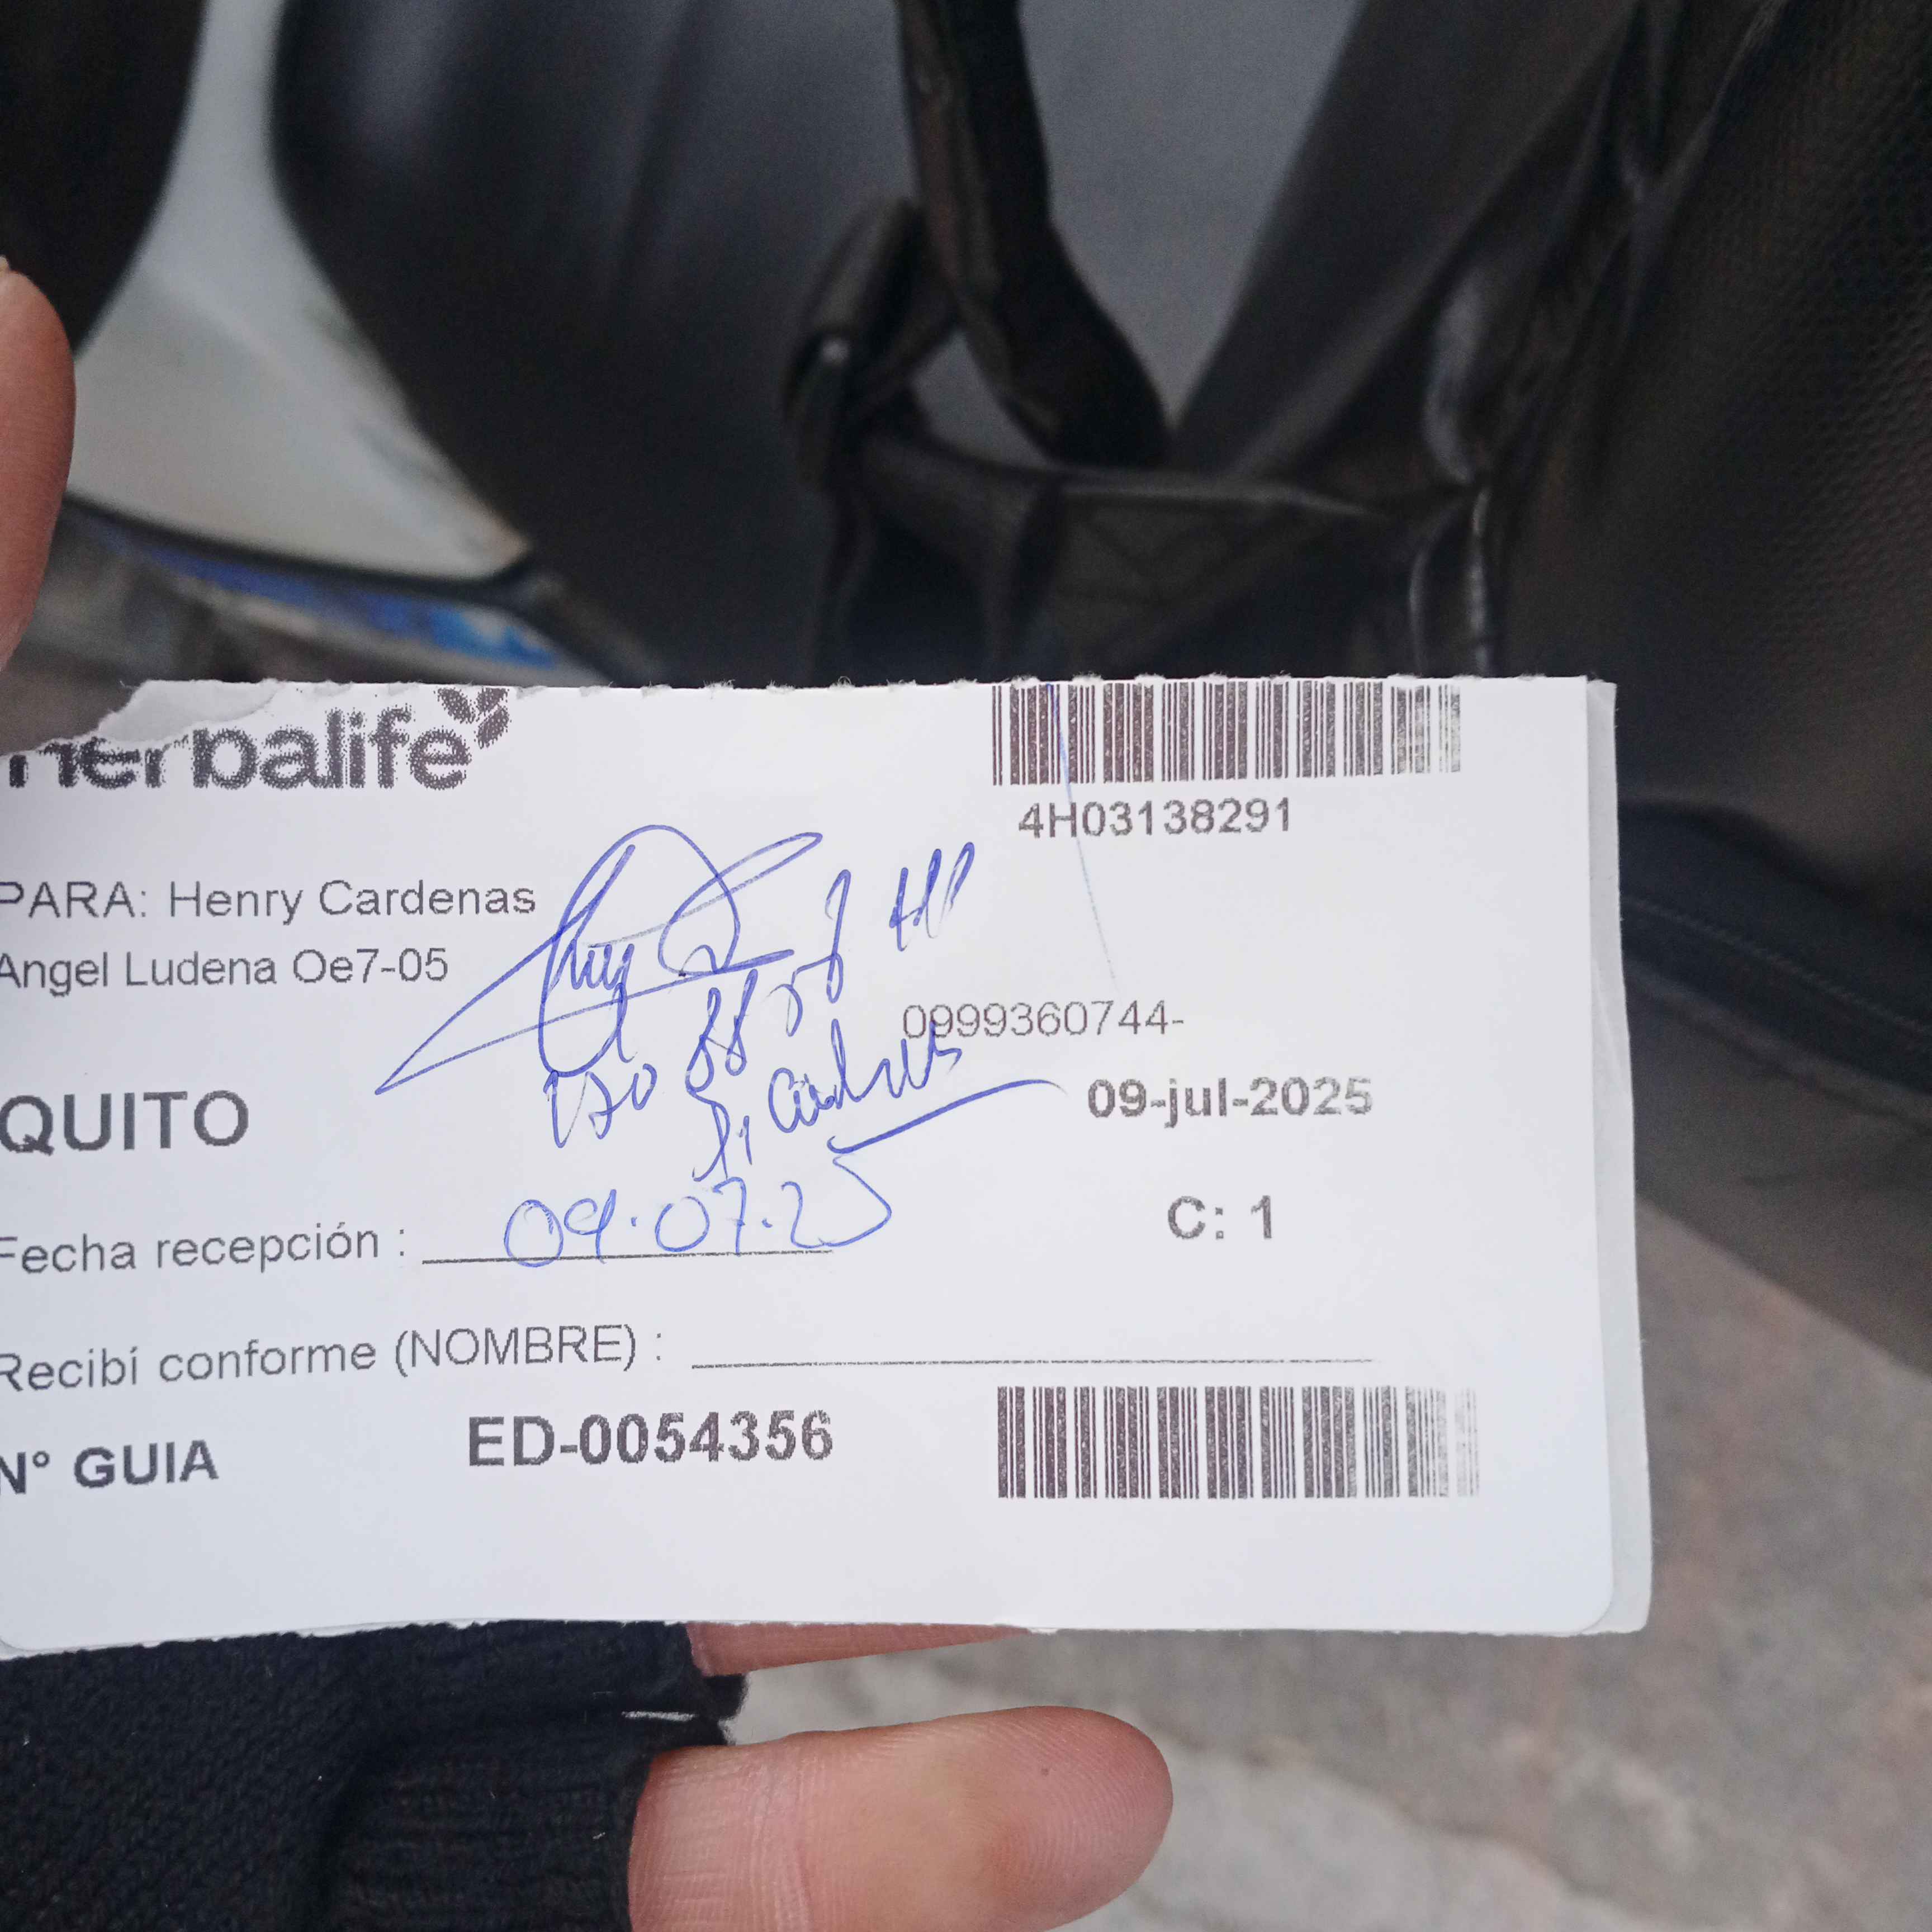 herbalife
4H03138291
PARA: Henry Cardenas
Angel Ludena Oe7-05
0999360744-
QUITO
09-jul-2025
Fecha recepción : 09.07.25
C: 1
Recibí conforme (NOMBRE) :
N° GUIA ED-0054356